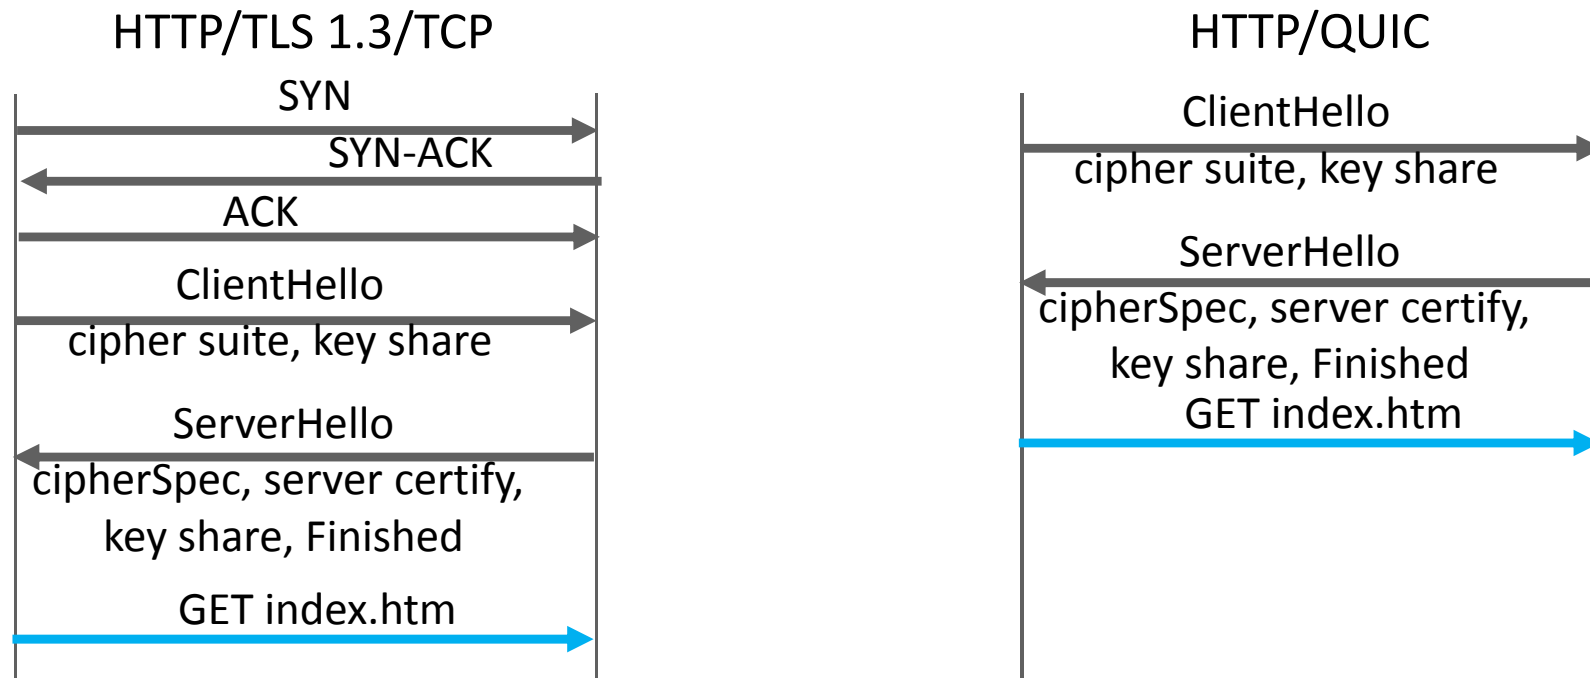 HTTP/TLS 1.3/TCP
SYN
SYN-ACK
ACK
ClientHello
cipher suite, key share
ServerHello
cipherSpec, server certify,
key share, Finished
GET index.htm
HTTP/QUIC
ClientHello
cipher suite, key share
ServerHello
cipherSpec, server certify,
key share, Finished
GET index.htm